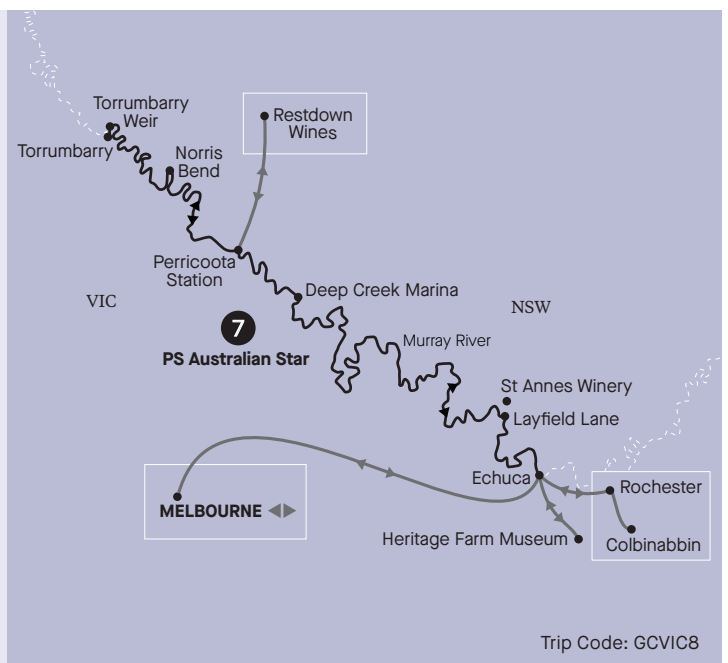 Torrumbarry
Weir
Restdown
Wines
Torrumbarry
Norris
Bend
Perricoota
Station
Deep Creek Marina
VIC
NSW
7
PS Australian Star
Murray River
St Annes Winery
Layfield Lane
Echuca
Rochester
MELBOURNE
Heritage Farm Museum
Colbinabbin
Trip Code: GCVIC8